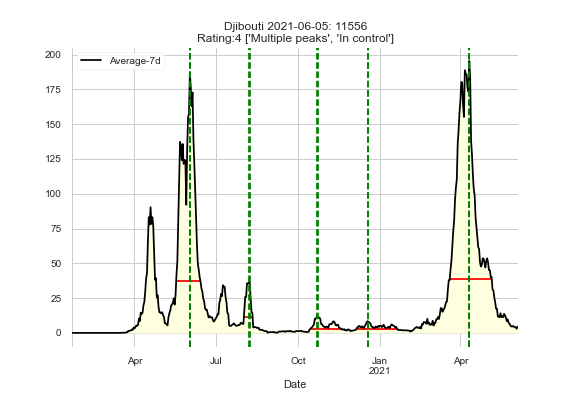 Djibouti 2021-06-05: 11556
Rating:4 ['Multiple peaks', 'In control']
Average-7d
200
175
150
125
100
75
50
25
0
Apr
Jul
Oct
Jan
2021
Apr
Date